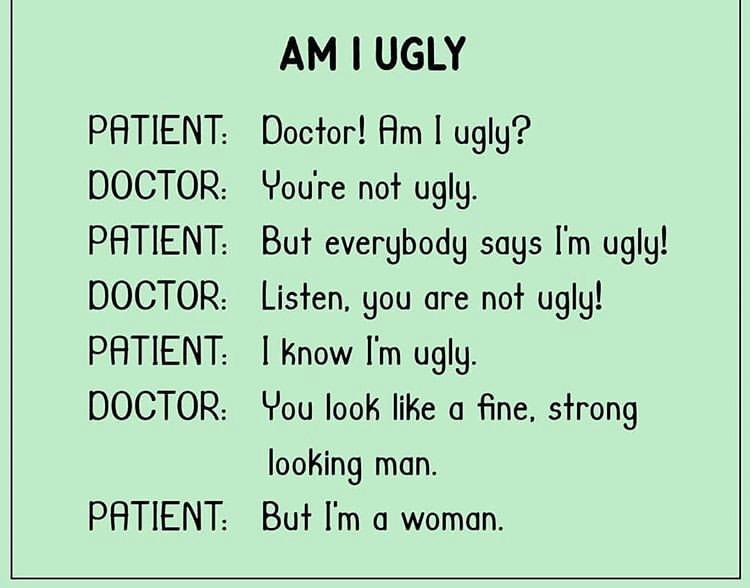 AM I UGLY
PATIENT: Doctor! Am I ugly?
DOCTOR: You're not ugly.
PATIENT: But everybody says I'm ugly!
DOCTOR: Listen, you are not ugly!
PATIENT: I know I'm ugly.
DOCTOR: You look like a fine, strong
looking man.
PATIENT: But I'm a woman.